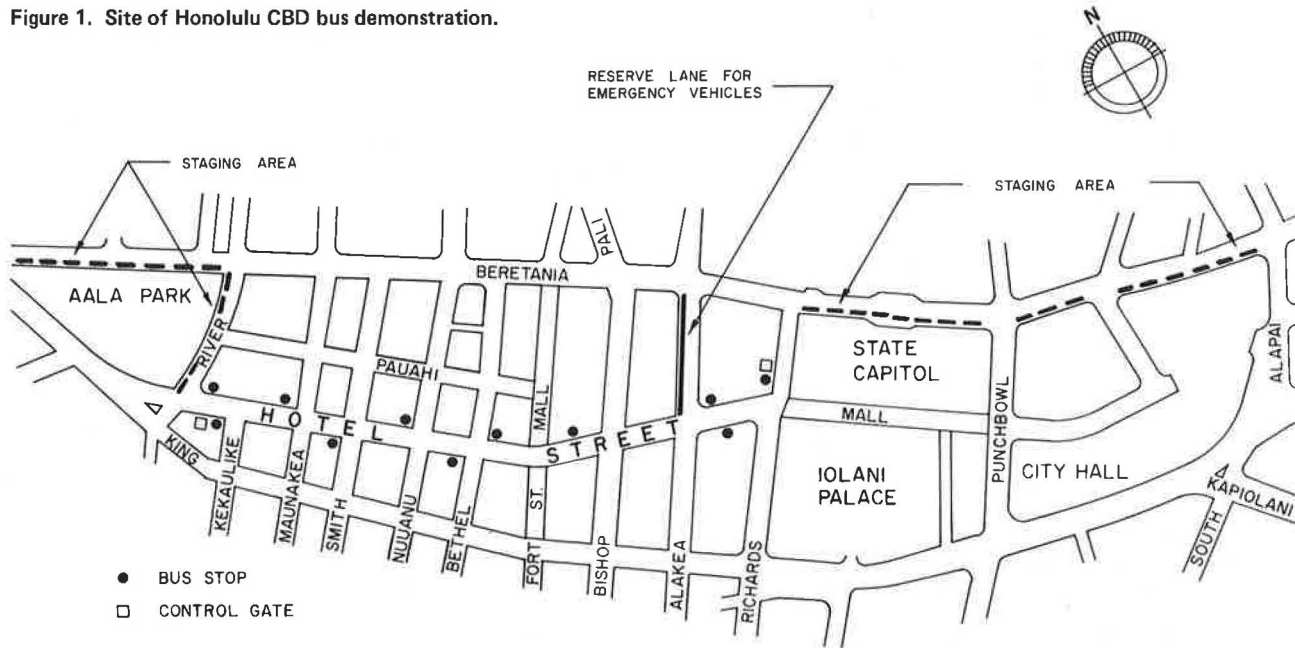 Figure 1. Site of Honolulu CBD bus demonstration.
N
RESERVE LANE FOR
EMERGENCY VEHICLES
STAGING AREA
STAGING AREA
PALI
BERETANIA
AALA PARK
RIVER
PAUAHI
MALL
STATE
CAPITOL
ALAPAI
HOTEL STREET
MALL
PUNCHBOWL
KING
KEKAULIKE
MAUNAKEA
SMITH
NUUANU
BETHEL
FORT ST.
BISHOP
ALAKEA
RICHARDS
IOLANI
PALACE
CITY HALL
KAPIOLANI
SOUTH
BUS STOP
CONTROL GATE